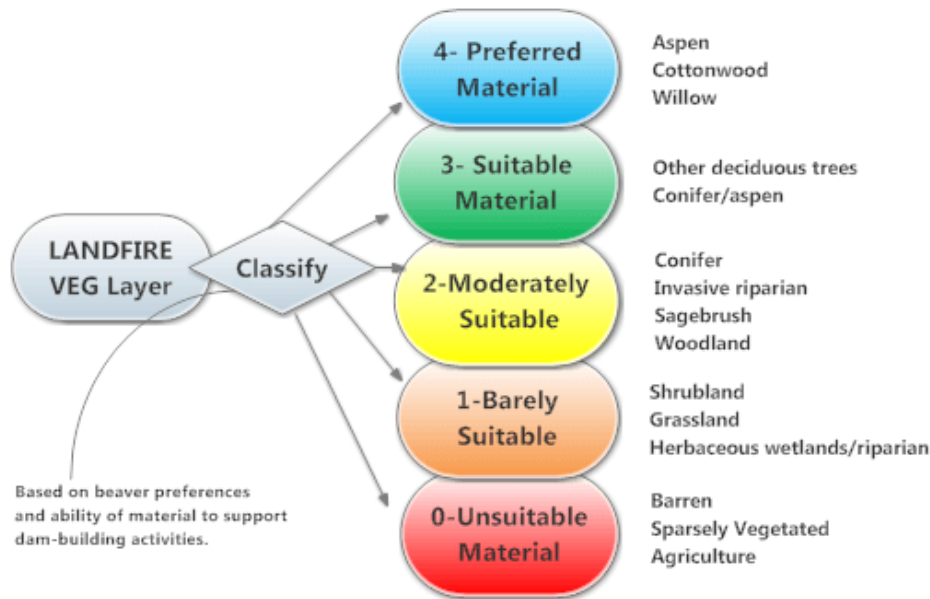 4- Preferred
Material
Aspen
Cottonwood
Willow
3- Suitable
Material
Other deciduous trees
Conifer/aspen
LANDFIRE
VEG Layer
Classify
2-Moderately
Suitable
Conifer
Invasive riparian
Sagebrush
Woodland
1-Barely
Suitable
Shrubland
Grassland
Herbaceous wetlands/riparian
Based on beaver preferences
and ability of material to support
dam-building activities.
0-Unsuitable
Material
Barren
Sparsely Vegetated
Agriculture